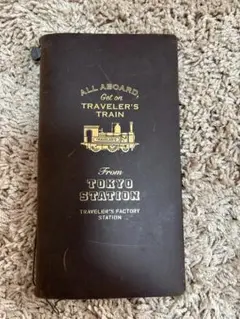 ALL ABOARD,
Get on
TRAVELER'S
TRAIN
From
TOKYO
STATION
TRAVELER'S FACTORY
STATION